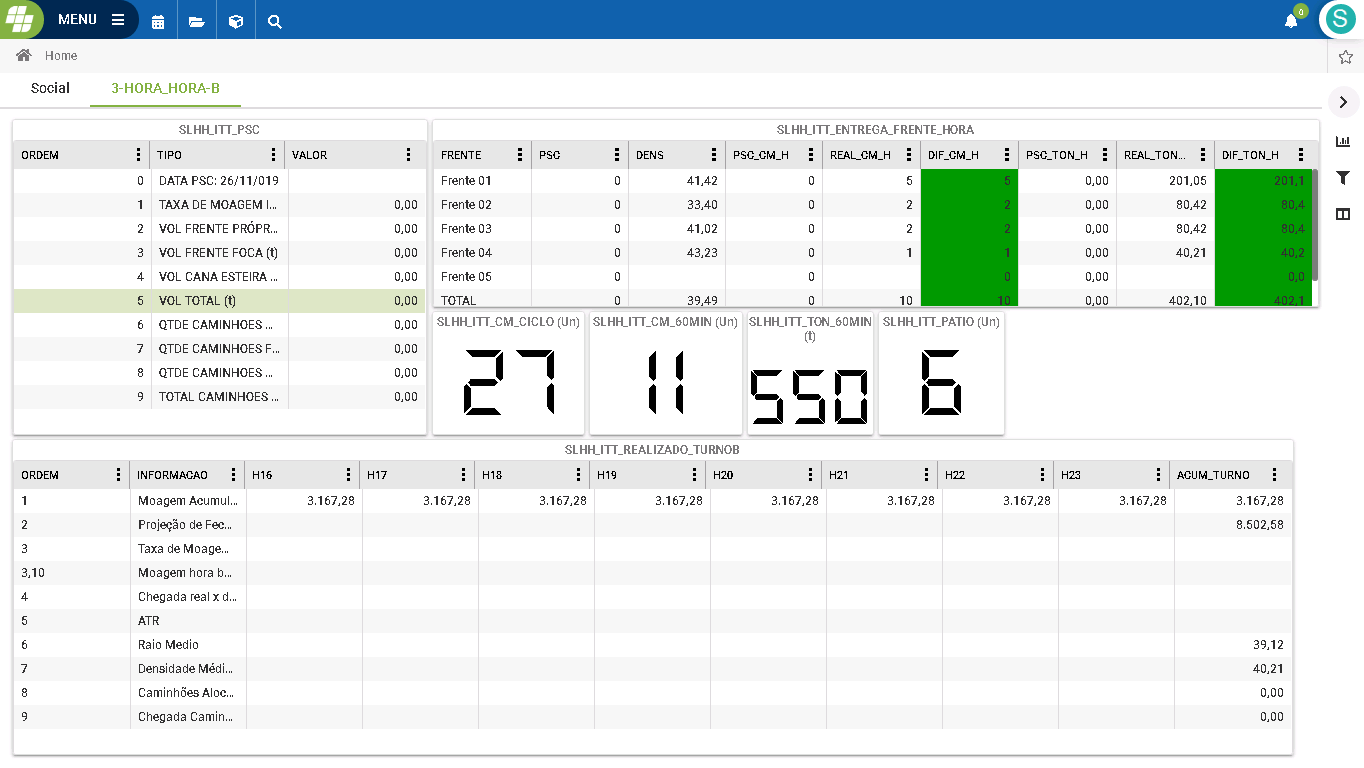 MENU
0
S
Home
Social 3-HORA_HORA-B
SLHH_ITT_PSC
ORDEM TIPO VALOR
0 DATA PSC: 26/11/019
1 TAXA DE MOAGEM I... 0,00
2 VOL FRENTE PRÓPR... 0,00
3 VOL FRENTE FOCA (t) 0,00
4 VOL CANA ESTEIRA ... 0,00
5 VOL TOTAL (t) 0,00
6 QTDE CAMINHOES ... 0,00
7 QTDE CAMINHOES F... 0,00
8 QTDE CAMINHOES ... 0,00
9 TOTAL CAMINHOES ... 0,00
SLHH_ITT_ENTREGA_FRENTE_HORA
FRENTE PSC DENS PSC_CM_H REAL_CM_H DIF_CM_H PSC_TON_H REAL_TON... DIF_TON_H
Frente 01 0 41,42 0 5 5 0,00 201,05 201,1
Frente 02 0 33,40 0 2 2 0,00 80,42 80,4
Frente 03 0 41,02 0 2 2 0,00 80,42 80,4
Frente 04 0 43,23 0 1 1 0,00 40,21 40,2
Frente 05 0 0 0 0,00 0,0
TOTAL 0 39,49 0 10 10 0,00 402,10 402,1
SLHH_ITT_CM_CICLO (Un)
27
SLHH_ITT_CM_60MIN (Un)
11
SLHH_ITT_TON_60MIN
(t)
550
SLHH_ITT_PATIO (Un)
6
SLHH_ITT_REALIZADO_TURNOB
ORDEM INFORMACAO H16 H17 H18 H19 H20 H21 H22 H23 AGUM_TURNO
1 Moagem Acumul... 3.167,28 3.167,28 3.167,28 3.167,28 3.167,28 3.167,28 3.167,28 3.167,28 3.167,28
2 Projeção de Fec... 8.502,58
3 Taxa de Moage...
3,10 Moagem hora b...
4 Chegada real x d...
5 ATR
6 Raio Medio 39,12
7 Densidade Médi... 40,21
8 Caminhões Aloc... 0,00
9 Chegada Camin... 0,00